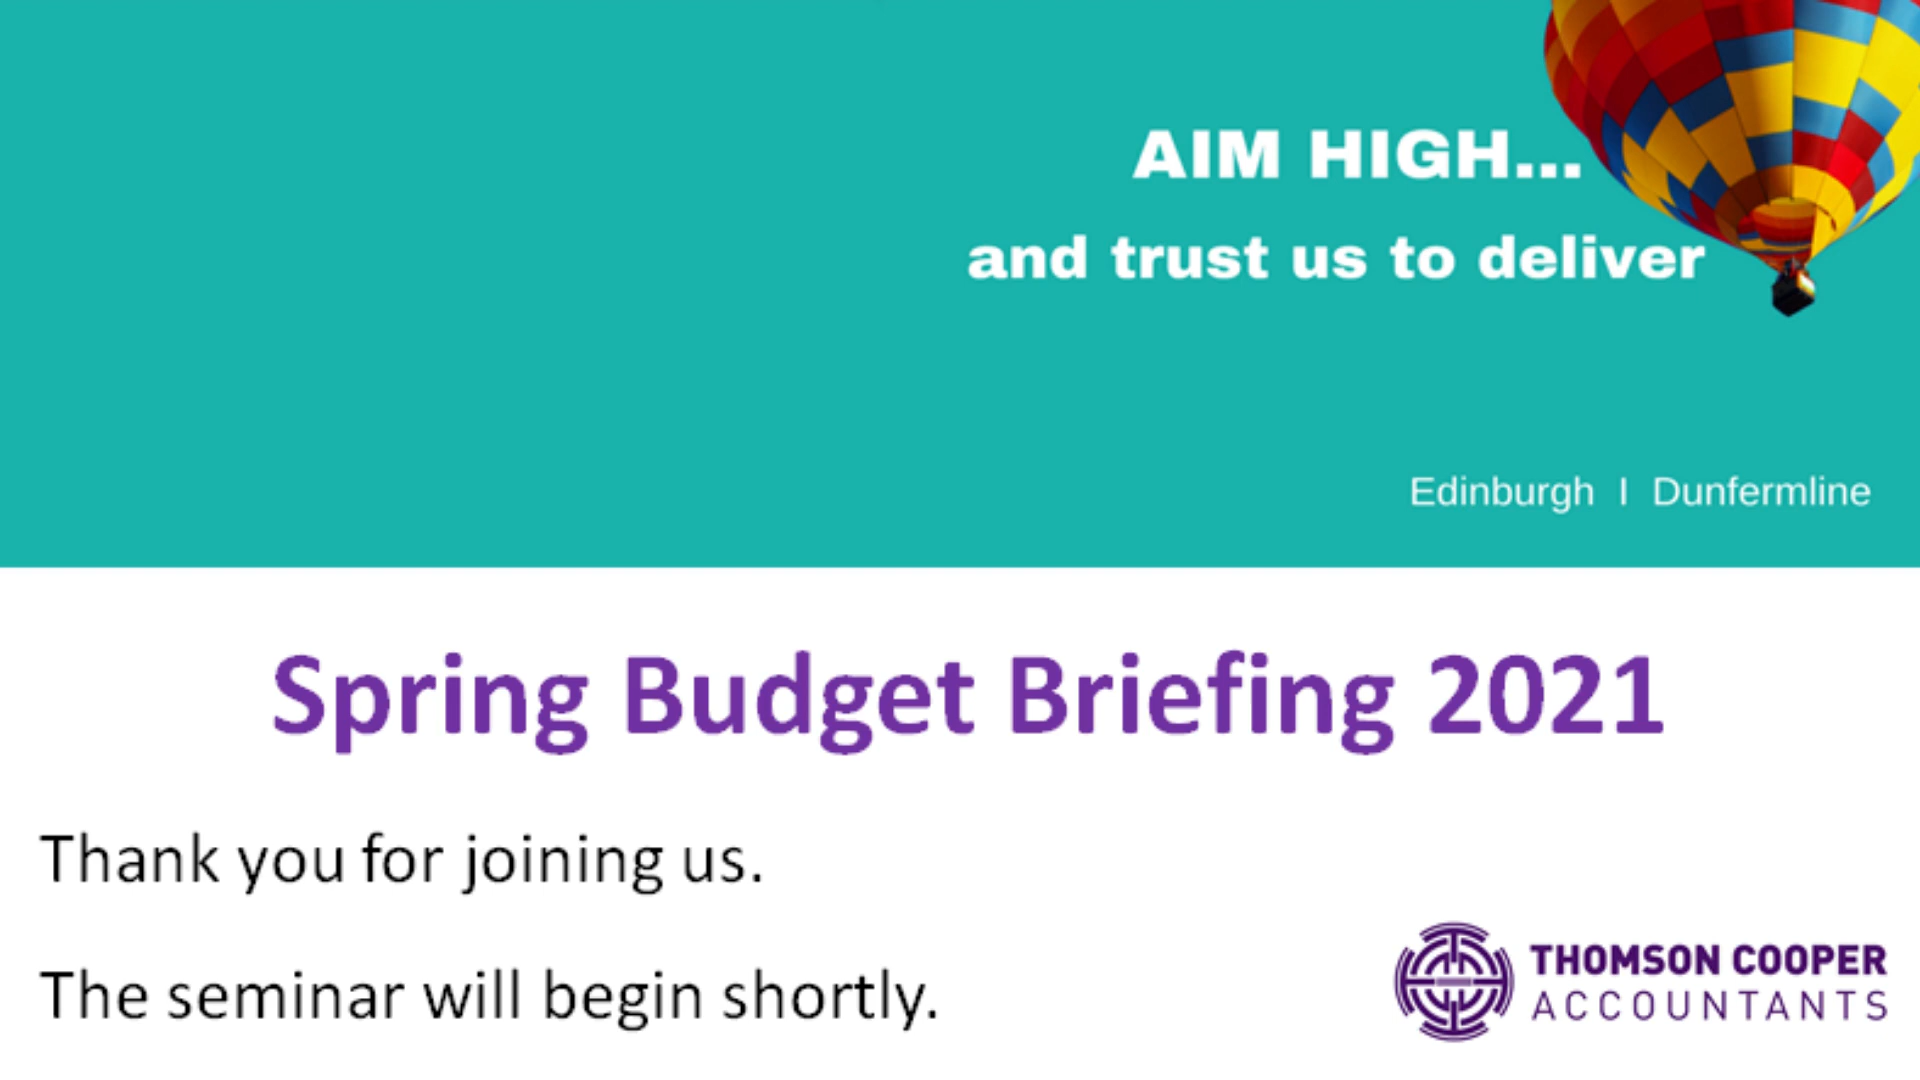 AIM HIGH...
and trust us to deliver
Edinburgh I Dunfermline
Spring Budget Briefing 2021
Thank you for joining us.
The seminar will begin shortly.
THOMSON COOPER
ACCOUNTANTS